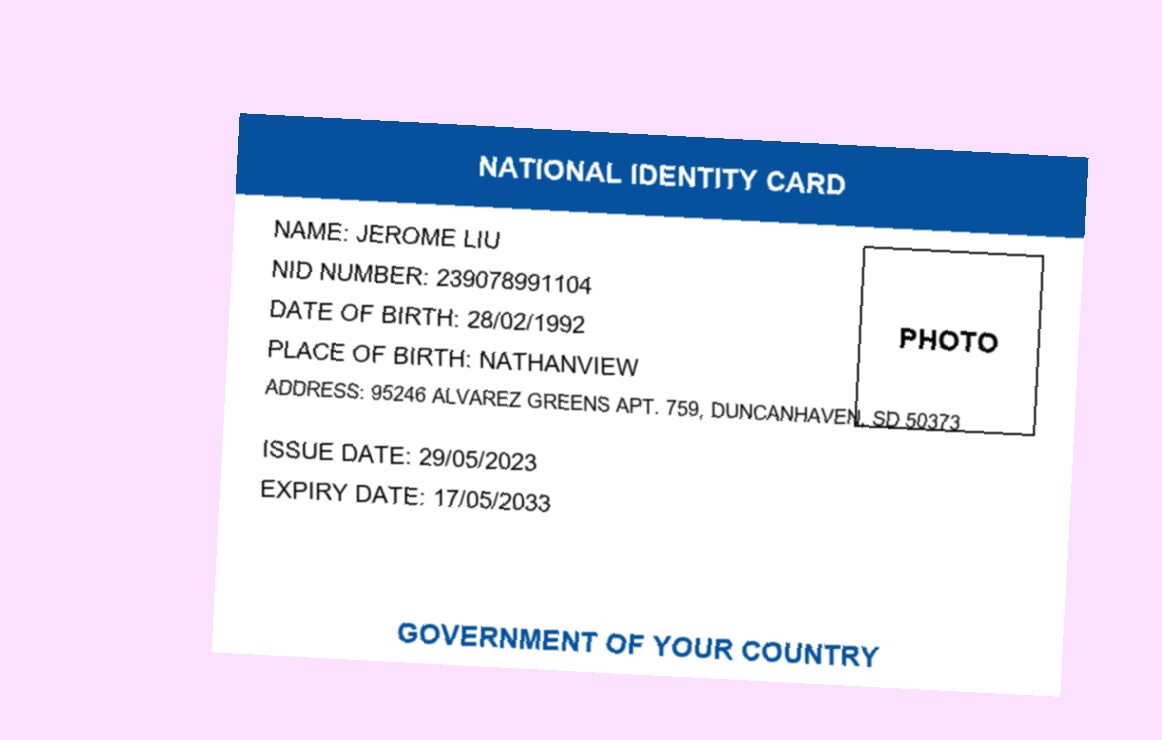 NATIONAL IDENTITY CARD
NAME: JEROME LIU
NID NUMBER: 239078991104
DATE OF BIRTH: 28/02/1992
PLACE OF BIRTH: NATHANVIEW
PHOTO
ADDRESS: 95246 ALVAREZ GREENS APT. 759, DUNCANHAVEN, SD 50373
ISSUE DATE: 29/05/2023
EXPIRY DATE: 17/05/2033
GOVERNMENT OF YOUR COUNTRY